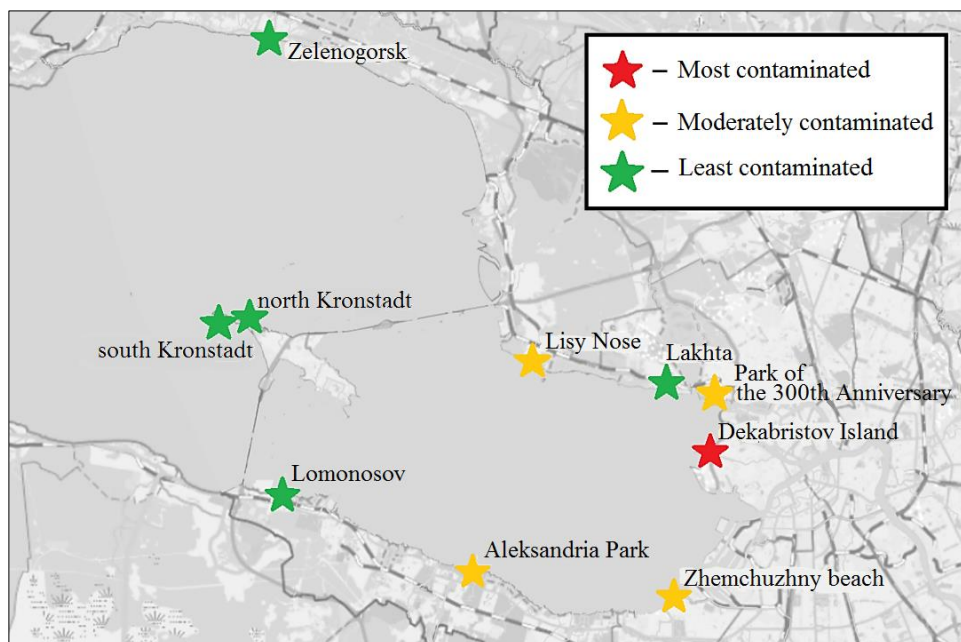 Zelenogorsk
– Most contaminated
– Moderately contaminated
– Least contaminated
north Kronstadt
south Kronstadt
Lisy Nose
Lakhta
Park of
the 300th Anniversary
Dekabristov Island
Lomonosov
Aleksandria Park
Zhemchuzhny beach